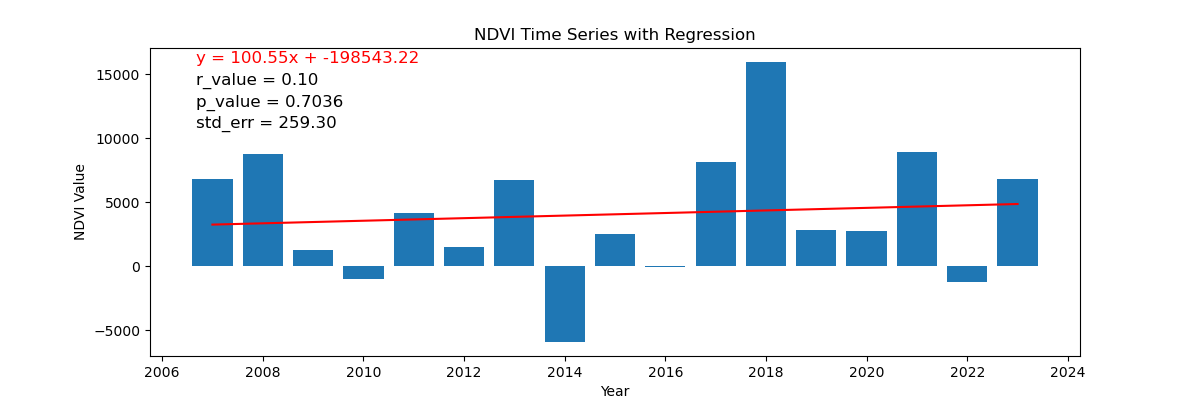 NDVI Time Series with Regression
y = 100.55x + -198543.22
r_value = 0.10
p_value = 0.7036
std_err = 259.30
NDVI Value
15000
10000
5000
0
−5000
2006 2008 2010 2012 2014 2016 2018 2020 2022 2024
Year